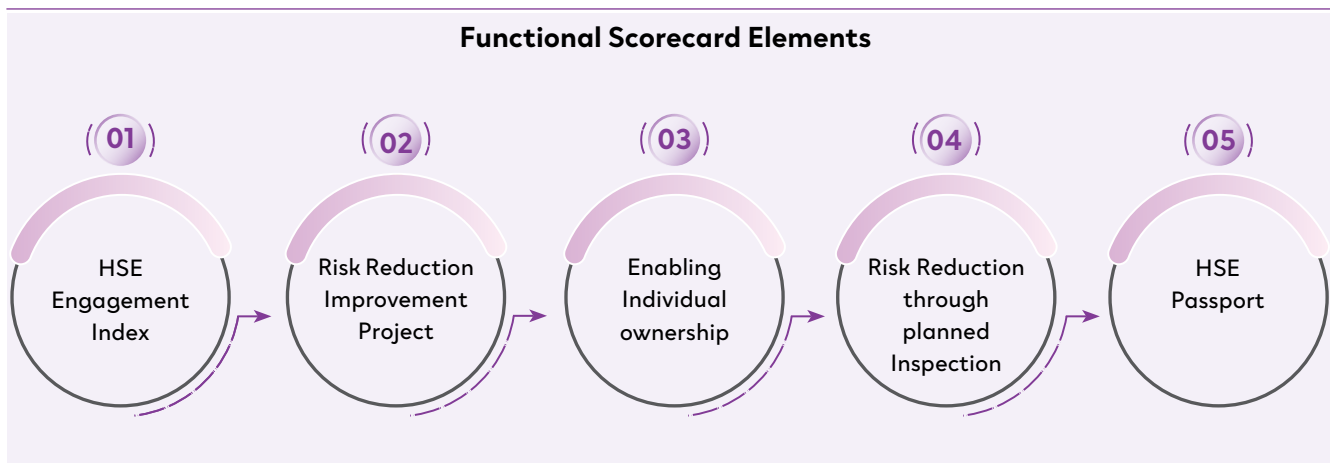 Functional Scorecard Elements
01
HSE
Engagement
Index
02
Risk Reduction
Improvement
Project
03
Enabling
Individual
ownership
04
Risk Reduction
through
planned
Inspection
05
HSE
Passport